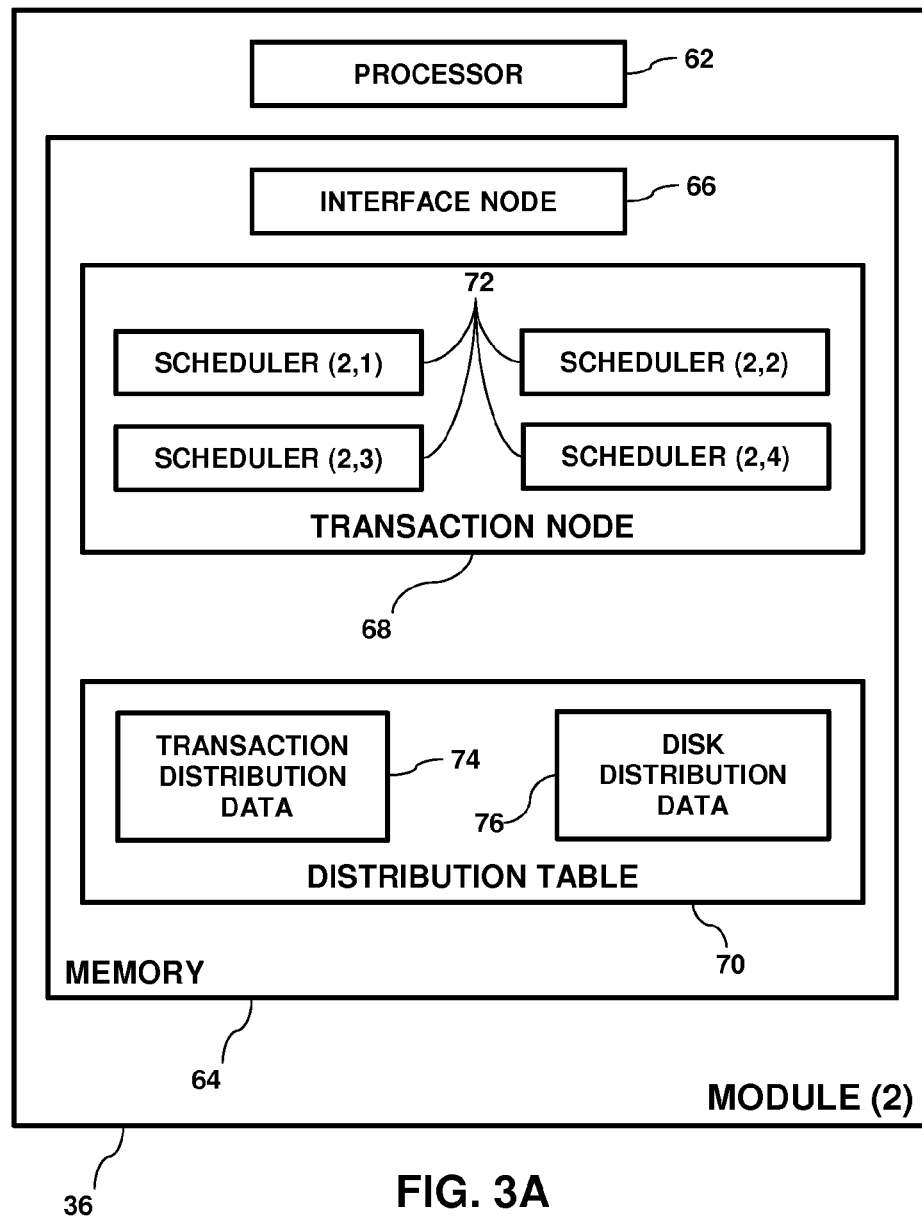 PROCESSOR
62
INTERFACE NODE
66
72
SCHEDULER (2,1)
SCHEDULER (2,2)
SCHEDULER (2,3)
SCHEDULER (2,4)
TRANSACTION NODE
68
TRANSACTION
DISTRIBUTION
DATA
74
DISK
DISTRIBUTION
DATA
76
DISTRIBUTION TABLE
70
MEMORY
64
MODULE (2)
36
FIG. 3A